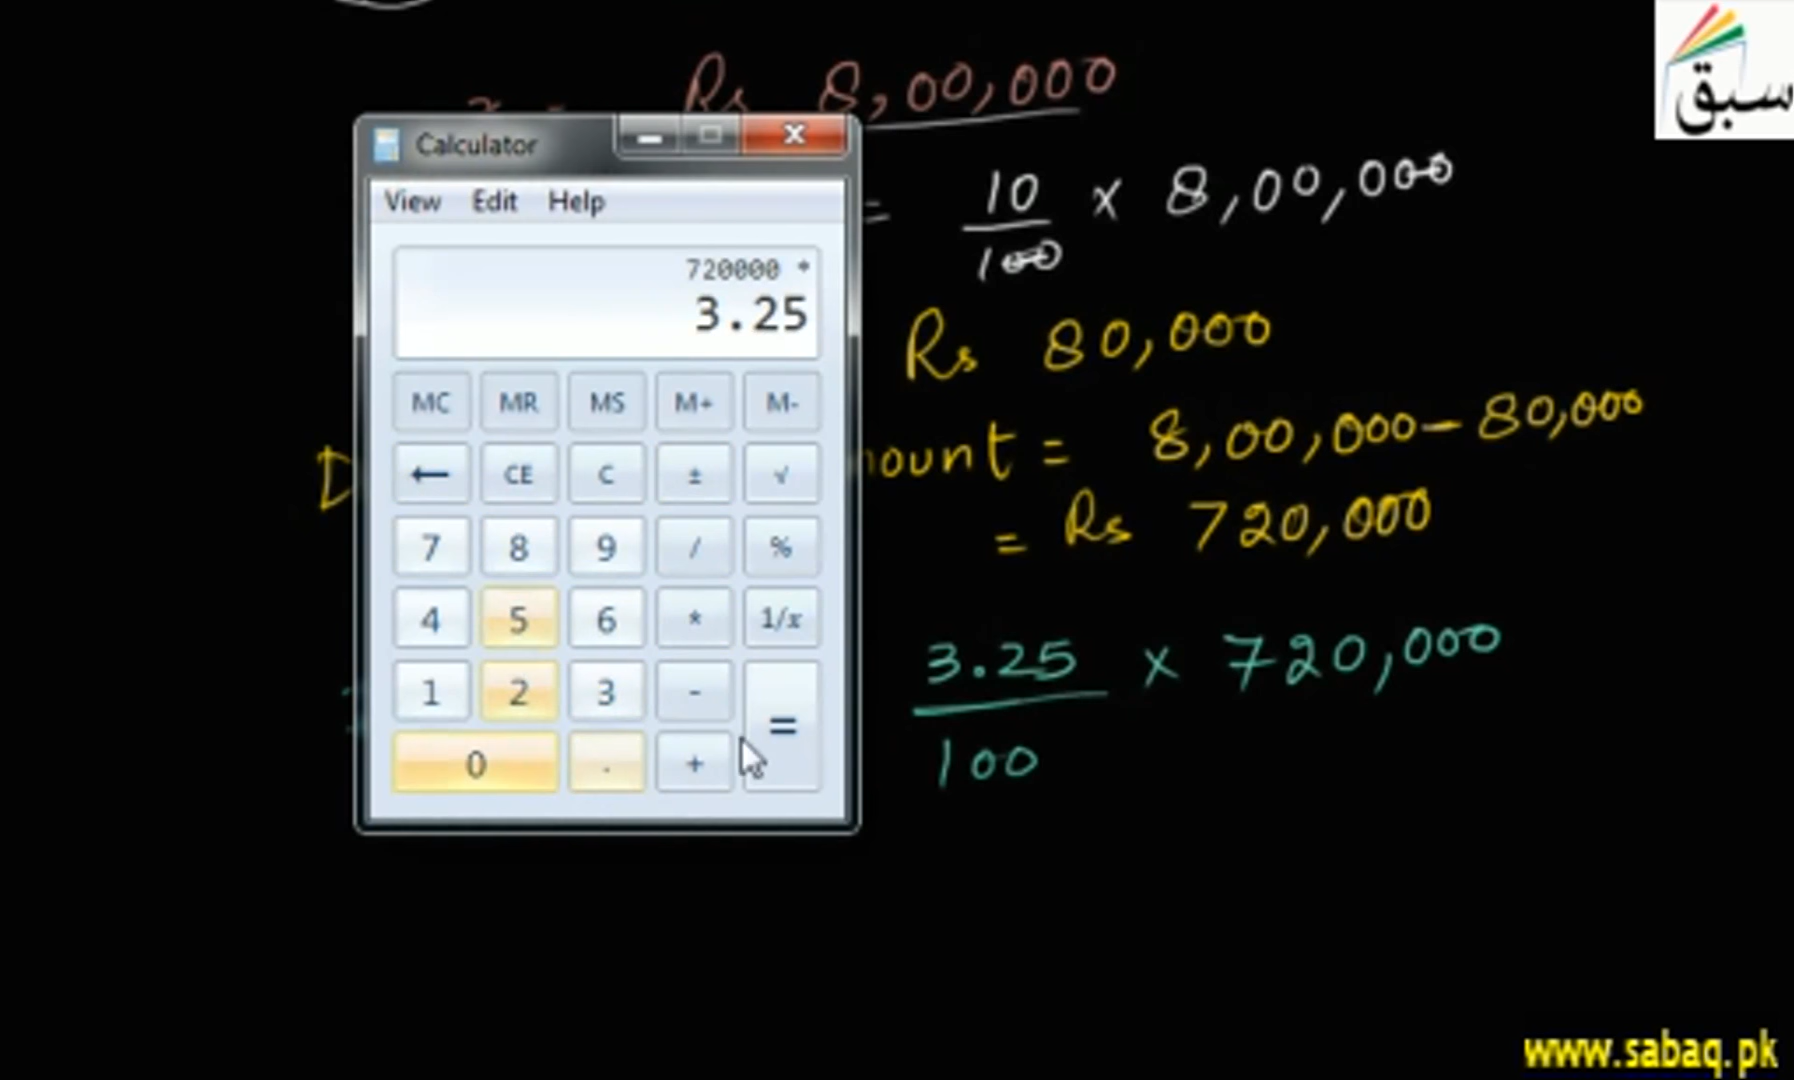 Rs 8,00,000
سبق
Calculator
View Edit Help
720000 *
3.25
MC MR MS M+ M-
← CE C ± √
7 8 9 / %
4 5 6 * 1/x
1 2 3 - =
0 . +
= 10/100 × 8,00,000
Rs 80,000
D
ount = 8,00,000-80,000
= Rs 720,000
3.25/100 × 720,000
www.sabaq.pk